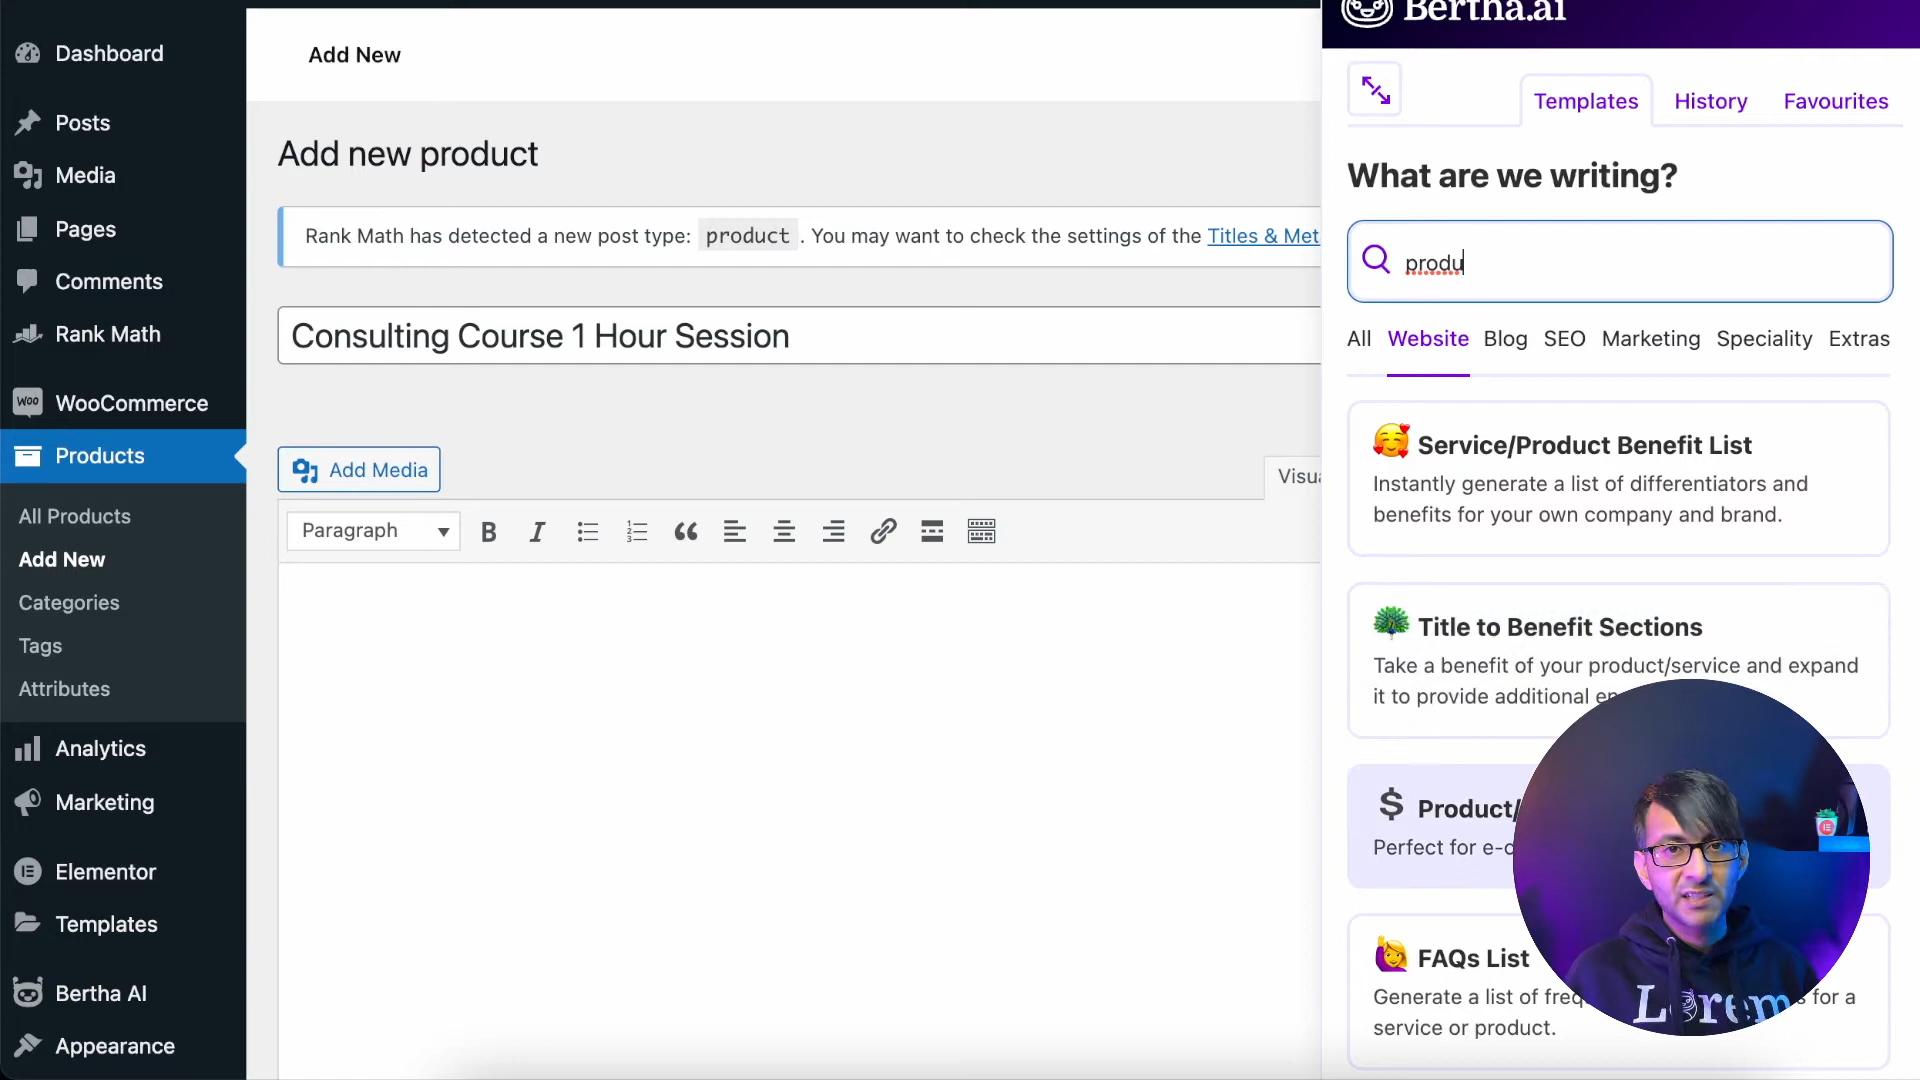 Dashboard
Posts
Media
Pages
Comments
Rank Math
WOO WooCommerce
Products
All Products
Add New
Categories
Tags
Attributes
Analytics
Marketing
Elementor
Templates
Bertha AI
Appearance
Add New
Add new product
Rank Math has detected a new post type: product . You may want to check the settings of the Titles & Met
Consulting Course 1 Hour Session
Add Media
Visua
Paragraph
Bertha.ai
Templates History Favourites
What are we writing?
produ
All Website Blog SEO Marketing Speciality Extras
Service/Product Benefit List
Instantly generate a list of differentiators and
benefits for your own company and brand.
Title to Benefit Sections
Take a benefit of your product/service and expand
it to provide additional
Product/
Perfect for
FAQs List
Generate a list of for a
service or product.
Lorem